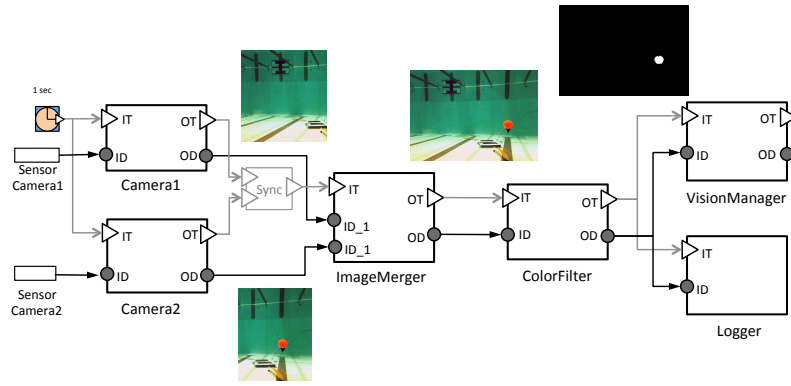 1 sec
IT
OT
ID
OD
Sensor
Camera1
Camera1
Sync
IT
OT
ID
OD
Sensor
Camera2
Camera2
IT
OT
ID_1
ID_1
OD
ImageMerger
IT
OT
ID
OD
ColorFilter
IT
OT
ID
OD
VisionManager
IT
ID
Logger